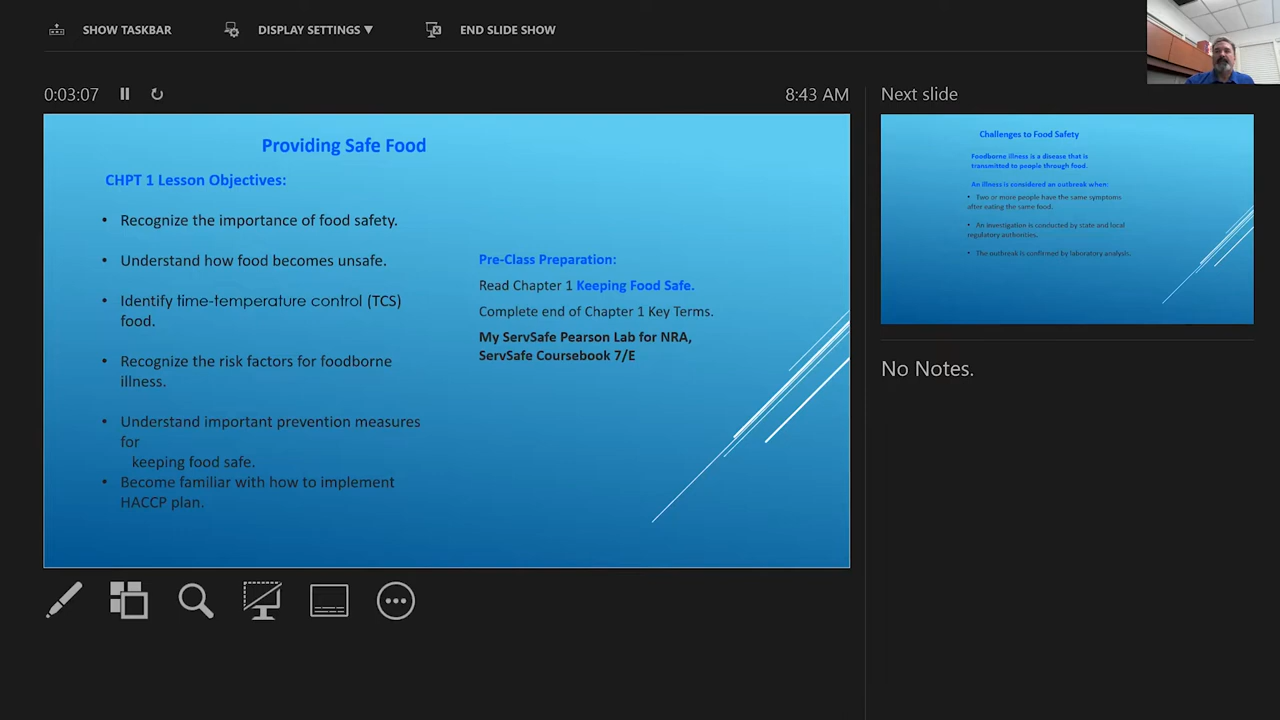 SHOW TASKBAR
DISPLAY SETTINGS ▼
END SLIDE SHOW
0:03:07
8:43 AM
Next slide
Providing Safe Food
CHPT 1 Lesson Objectives:
• Recognize the importance of food safety.
• Understand how food becomes unsafe.
• Identify time-temperature control (TCS)
food.
• Recognize the risk factors for foodborne
illness.
• Understand important prevention measures
for
keeping food safe.
• Become familiar with how to implement
HACCP plan.
Pre-Class Preparation:
Read Chapter 1 Keeping Food Safe.
Complete end of Chapter 1 Key Terms.
My ServSafe Pearson Lab for NRA,
ServSafe Coursebook 7/E
Challenges to Food Safety
Foodborne illness is a disease that is
transmitted to people through food.
An illness is considered an outbreak when:
• Two or more people have the same symptoms
after eating the same food.
• An investigation is conducted by state and local
regulatory authorities.
• The outbreak is confirmed by laboratory analysis.
No Notes.